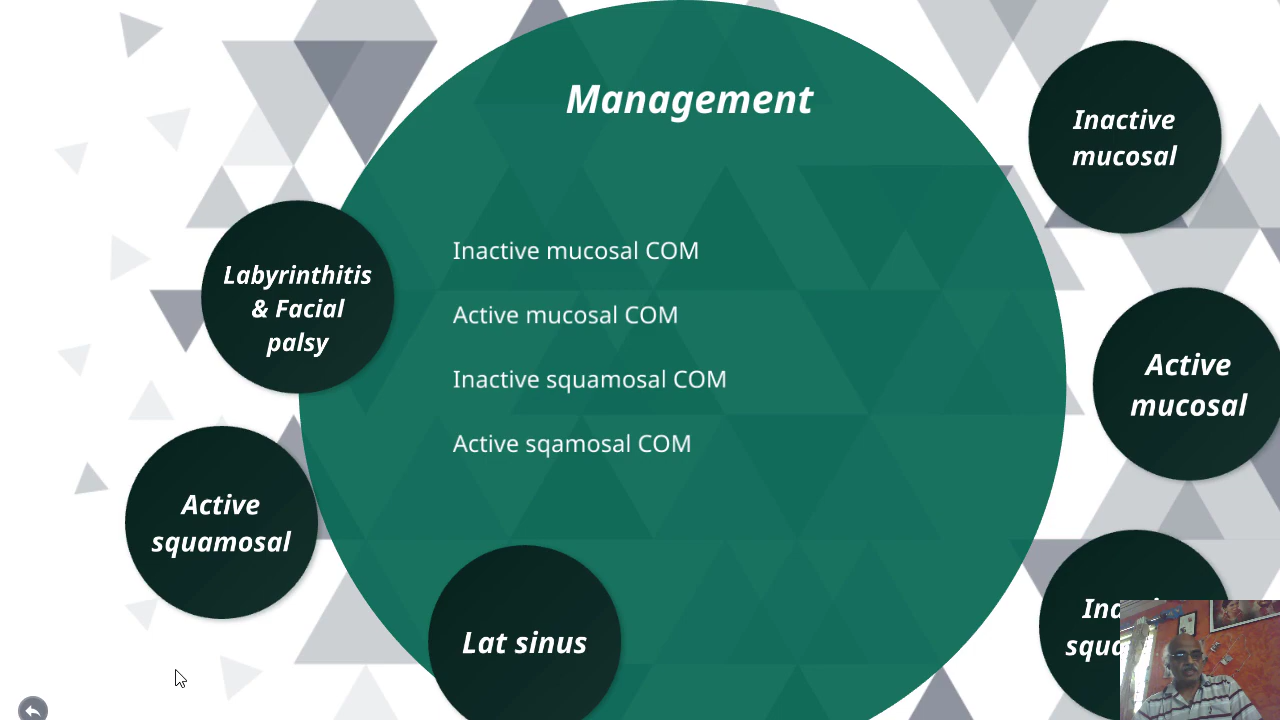 Management
Inactive mucosal COM
Active mucosal COM
Inactive squamosal COM
Active sqamosal COM
Inactive
mucosal
Active
mucosal
Labyrinthitis
& Facial
palsy
Active
squamosal
Lat sinus